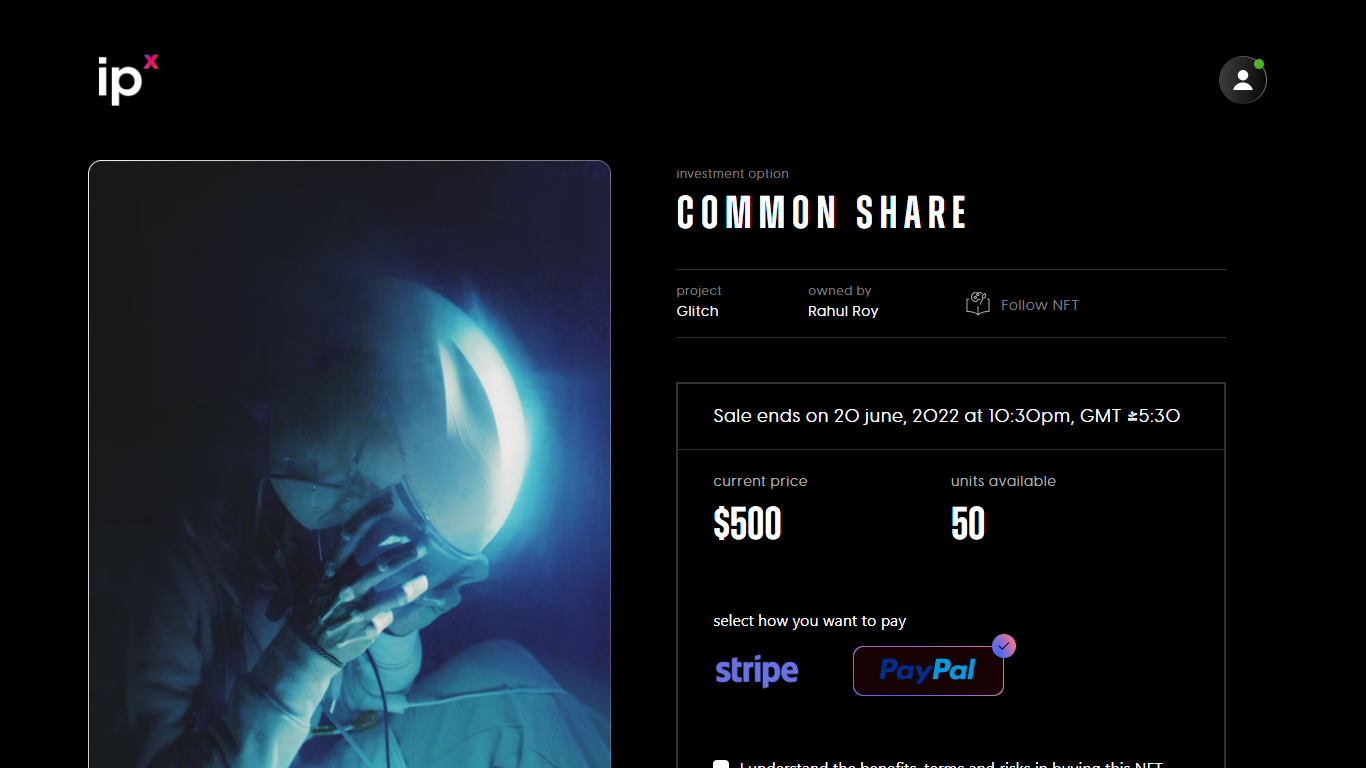 ipx
investment option
COMMON SHARE
project
Glitch
owned by
Rahul Roy
Follow NFT
Sale ends on 20 june, 2022 at 10:30pm, GMT +5:30
current price
$500
units available
50
select how you want to pay
stripe
PayPal
I understand the benefits, terms and risks in buying this NFT